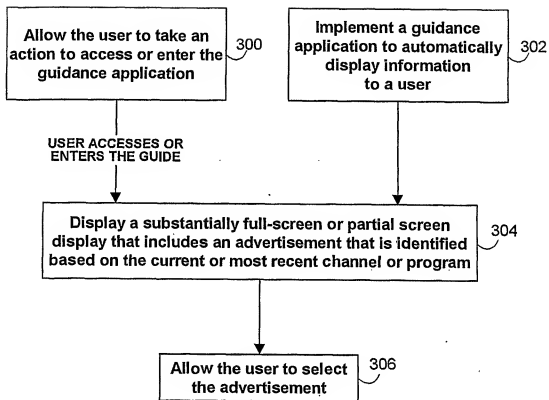 Allow the user to take an
action to access or enter the
guidance application
300
Implement a guidance
application to automatically
display information
to a user
302
USER ACCESSES OR
ENTERS THE GUIDE
Display a substantially full-screen or partial screen
display that includes an advertisement that is identified
based on the current or most recent channel or program
304
Allow the user to select
the advertisement
306